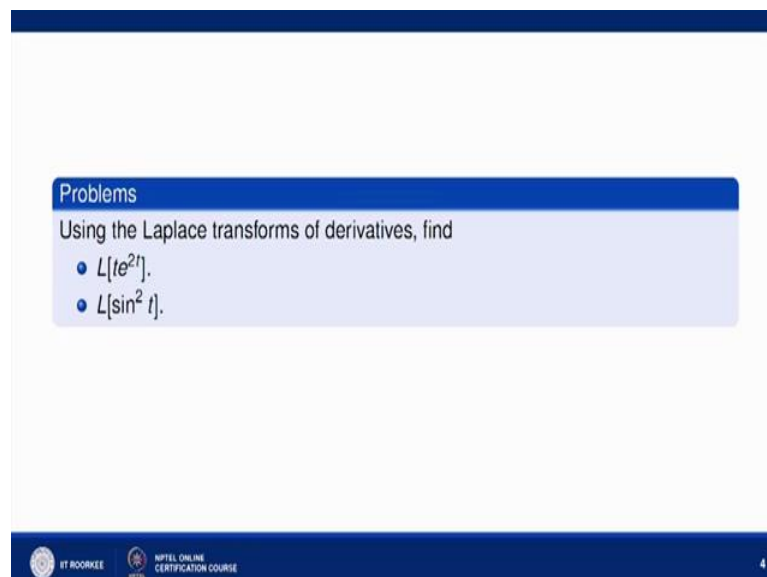 Problems
Using the Laplace transforms of derivatives, find
L[te^{2t}].
L[sin^2 t].
IIT ROORKEE
NPTEL ONLINE
CERTIFICATION COURSE
4